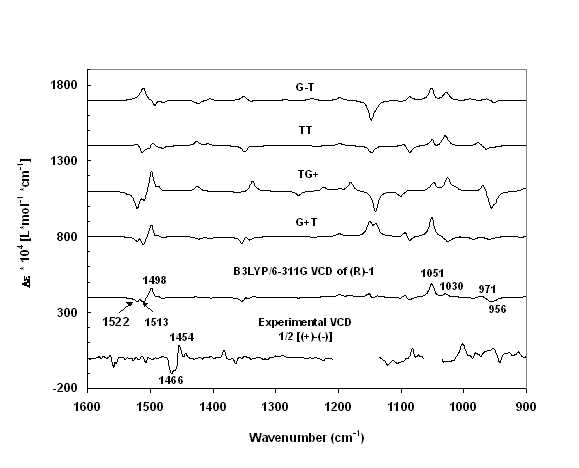 1800
G-T
TT
1300
TG+
Δε * 10⁴ [L*mol⁻¹ *cm⁻¹]
G+T
800
B3LYP/6-311G VCD of (R)-1
1051
1498
1030
971
956
300
1522
1513
Experimental VCD
1454
1/2 [(+)-(-)]
1466
-200
1600 1500 1400 1300 1200 1100 1000 900
Wavenumber (cm⁻¹)